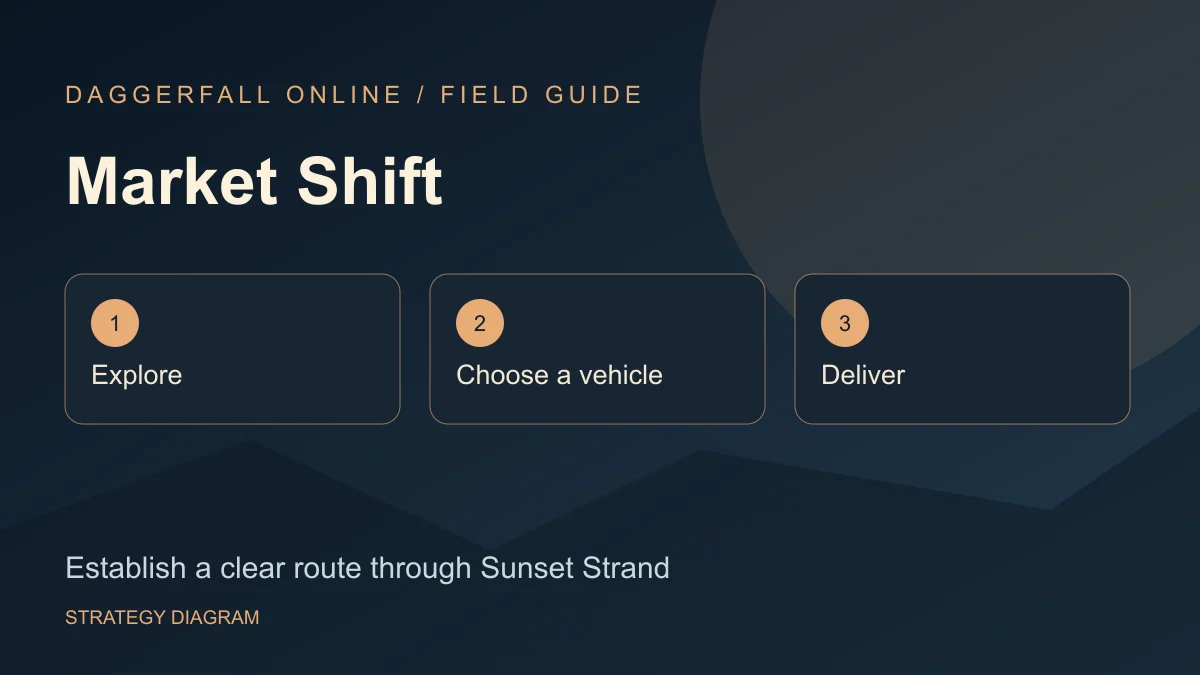 DAGGERFALL ONLINE / FIELD GUIDE
Market Shift
1
Explore
2
Choose a vehicle
3
Deliver
Establish a clear route through Sunset Strand
STRATEGY DIAGRAM